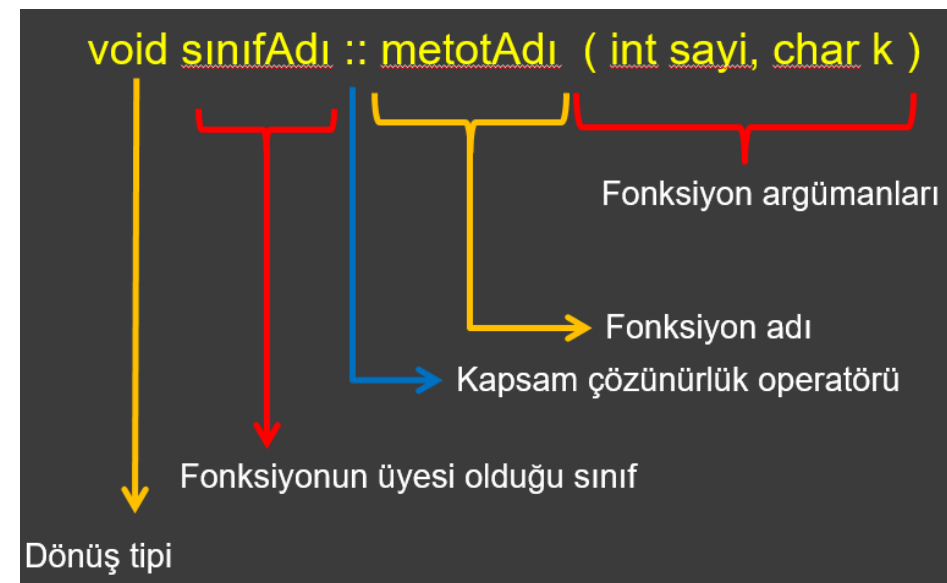 void sınıfAdı :: metotAdı ( int sayi, char k )
Fonksiyon argümanları
Fonksiyon adı
Kapsam çözünürlük operatörü
Fonksiyonun üyesi olduğu sınıf
Dönüş tipi